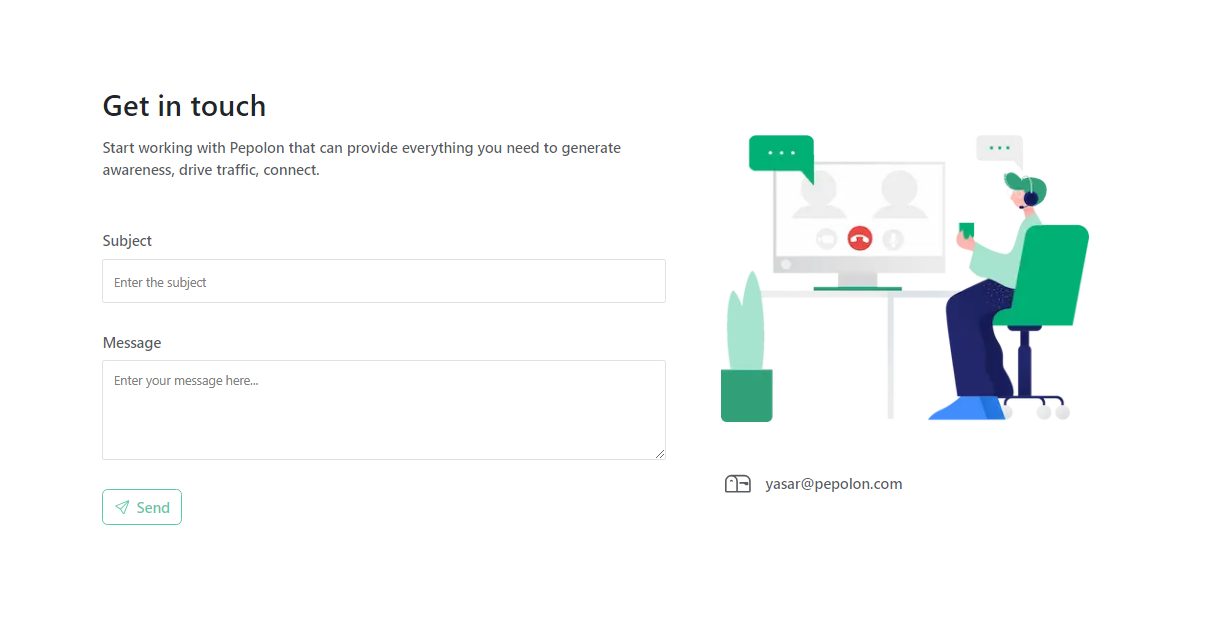 Get in touch
Start working with Pepolon that can provide everything you need to generate
awareness, drive traffic, connect.
Subject
Enter the subject
Message
Enter your message here...
Send
yasar@pepolon.com